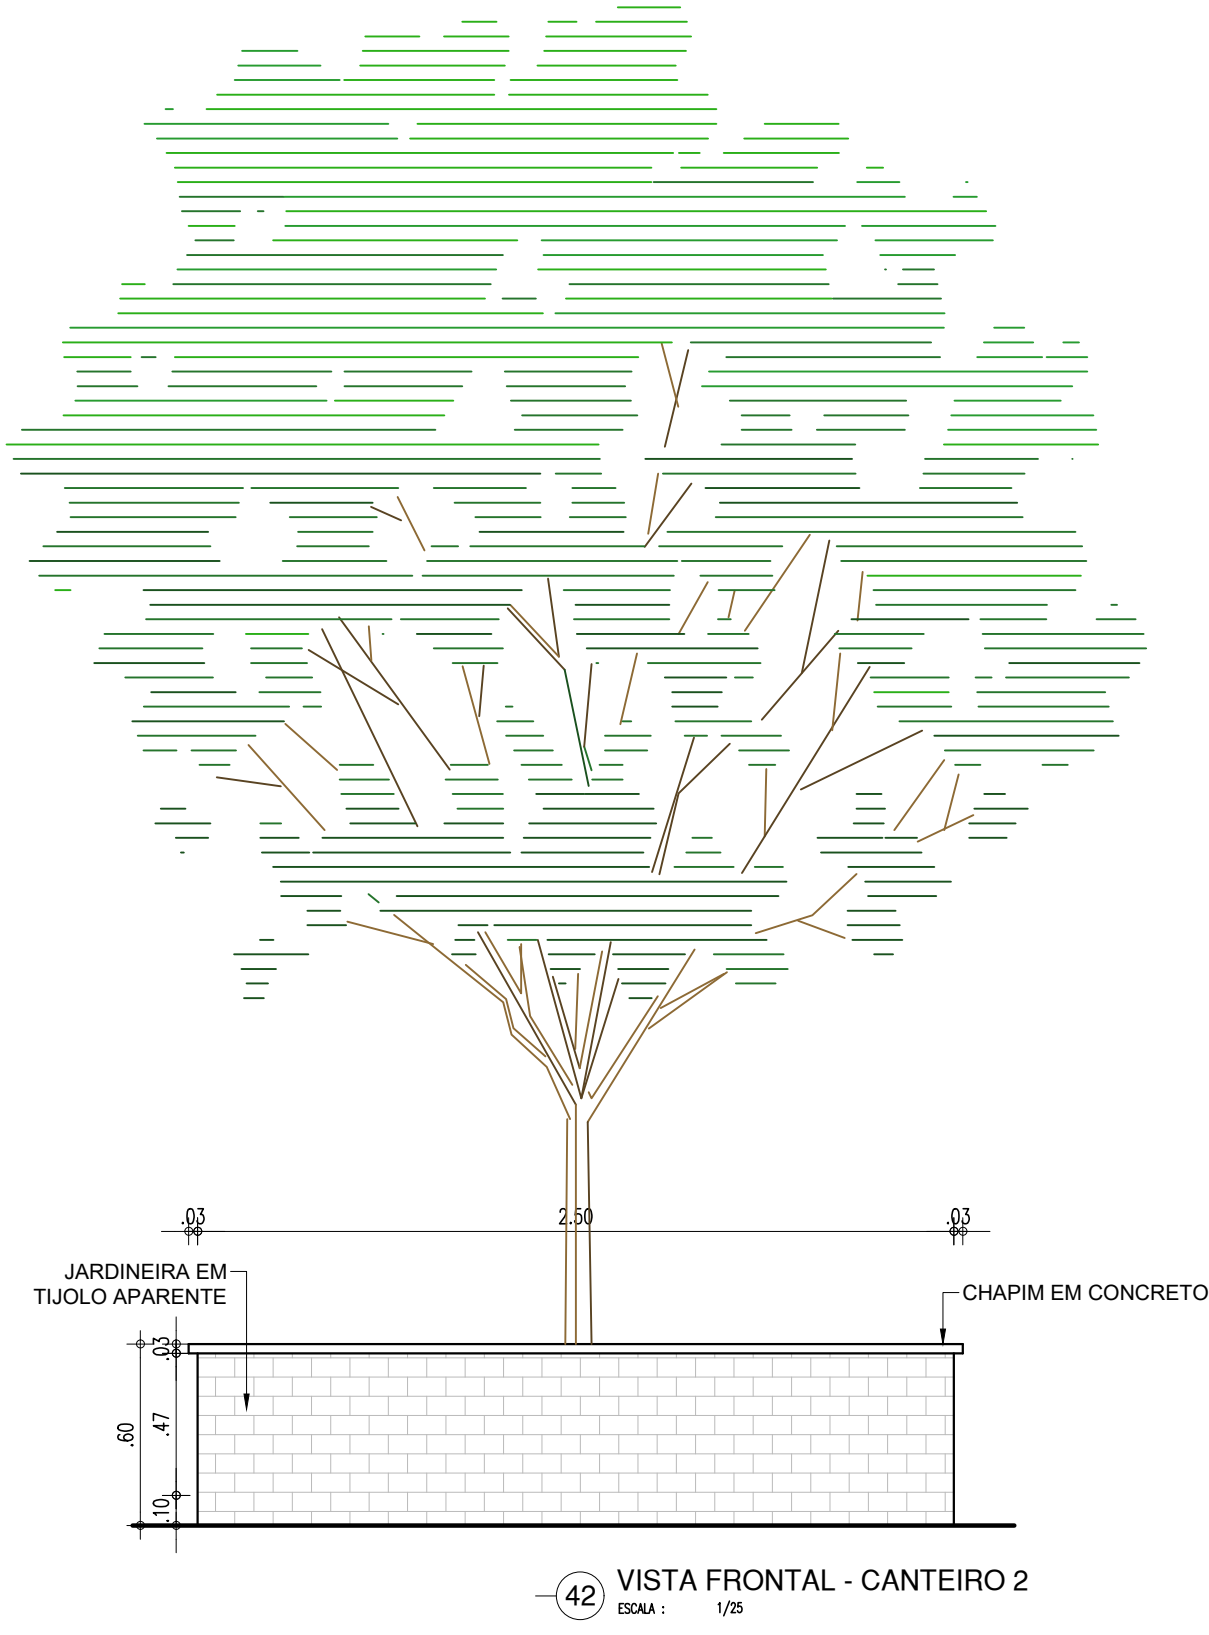 .03
2.50
.03
JARDINEIRA EM
TIJOLO APARENTE
CHAPIM EM CONCRETO
.03
.47
.60
.10
42
VISTA FRONTAL - CANTEIRO 2
ESCALA : 1/25